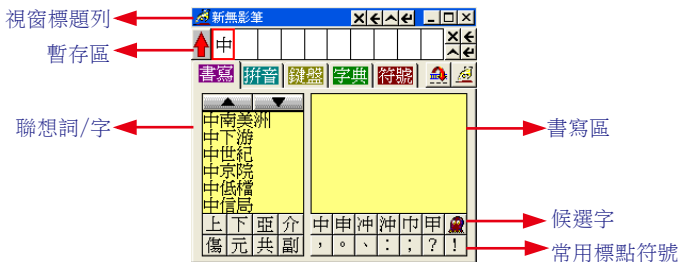 視窗標題列
新無影筆
暫存區
中
書寫 拼音 鍵盤 字典 符號
聯想詞/字
中南美洲
中下游
中世紀
中京院
中低檔
中信局
書寫區
上 下 亞 介
中 申 冲 沖 巾 甲
候選字
傷 元 共 副
, 。 、 : ; ? !
常用標點符號